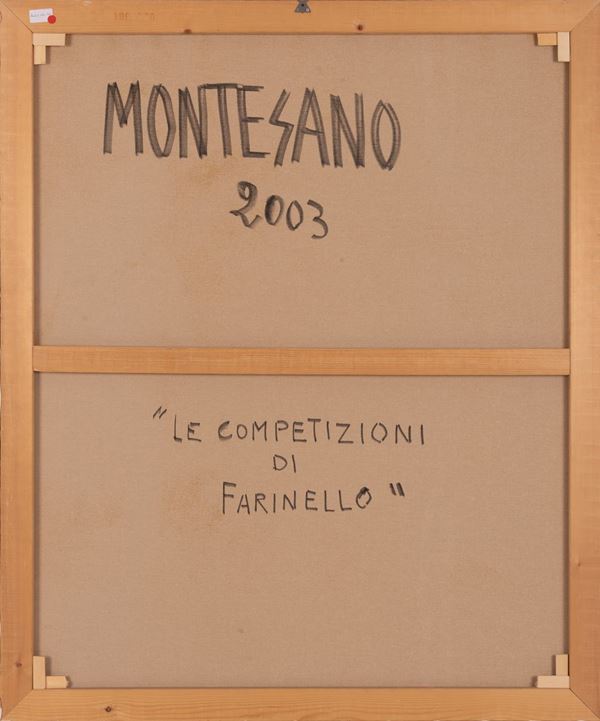 MONTESANO
2003
"LE COMPETIZIONI
DI
FARINELLO"